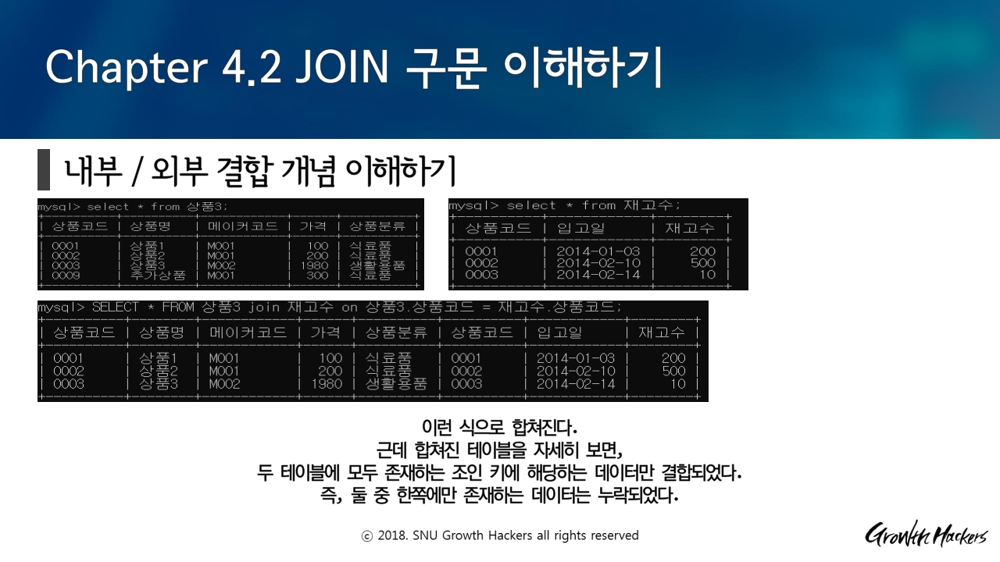 Chapter 4.2 JOIN 구문 이해하기
내부 / 외부 결합 개념 이해하기
mysql> select * from 상품3;
| 상품코드 | 상품명 | 메이커코드 | 가격 | 상품분류 |
| 0001 | 상품1 | M001 | 100 | 식료품 |
| 0002 | 상품2 | M001 | 200 | 식료품 |
| 0003 | 상품3 | M002 | 1980 | 생활용품 |
| 0009 | 추가상품 | M001 | 300 | 식료품 |
mysql> select * from 재고수;
| 상품코드 | 입고일 | 재고수 |
| 0001 | 2014-01-03 | 200 |
| 0002 | 2014-02-10 | 500 |
| 0003 | 2014-02-14 | 10 |
mysql> SELECT * FROM 상품3 join 재고수 on 상품3.상품코드 = 재고수.상품코드;
| 상품코드 | 상품명 | 메이커코드 | 가격 | 상품분류 | 상품코드 | 입고일 | 재고수 |
| 0001 | 상품1 | M001 | 100 | 식료품 | 0001 | 2014-01-03 | 200 |
| 0002 | 상품2 | M001 | 200 | 식료품 | 0002 | 2014-02-10 | 500 |
| 0003 | 상품3 | M002 | 1980 | 생활용품 | 0003 | 2014-02-14 | 10 |
이런 식으로 합쳐진다.
근데 합쳐진 테이블을 자세히 보면,
두 테이블에 모두 존재하는 조인 키에 해당하는 데이터만 결합되었다.
즉, 둘 중 한쪽에만 존재하는 데이터는 누락되었다.
ⓒ 2018. SNU Growth Hackers all rights reserved
Growth Hackers